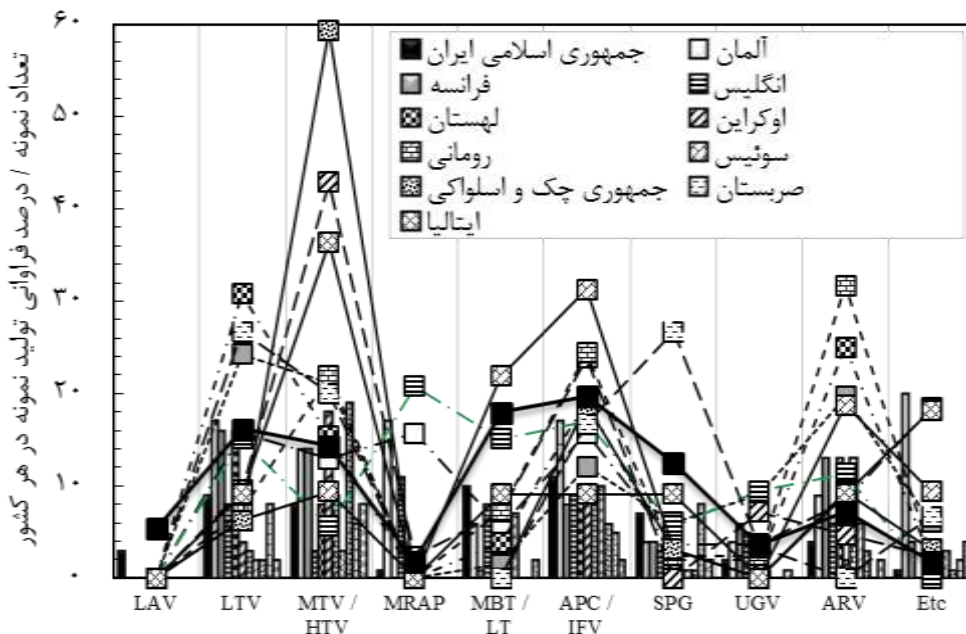 تعداد نمونه / درصد فراوانی تولید نمونه در هر کشور
۶۰
۵۰
۴۰
۳۰
۲۰
۱۰
۰
جمهوری اسلامی ایران
آلمان
فرانسه
انگلیس
لهستان
اوکراین
رومانی
سوئیس
جمهوری چک و اسلواکی
صربستان
ایتالیا
LAV
LTV
MTV /
HTV
MRAP
MBT /
LT
APC /
IFV
SPG
UGV
ARV
Etc